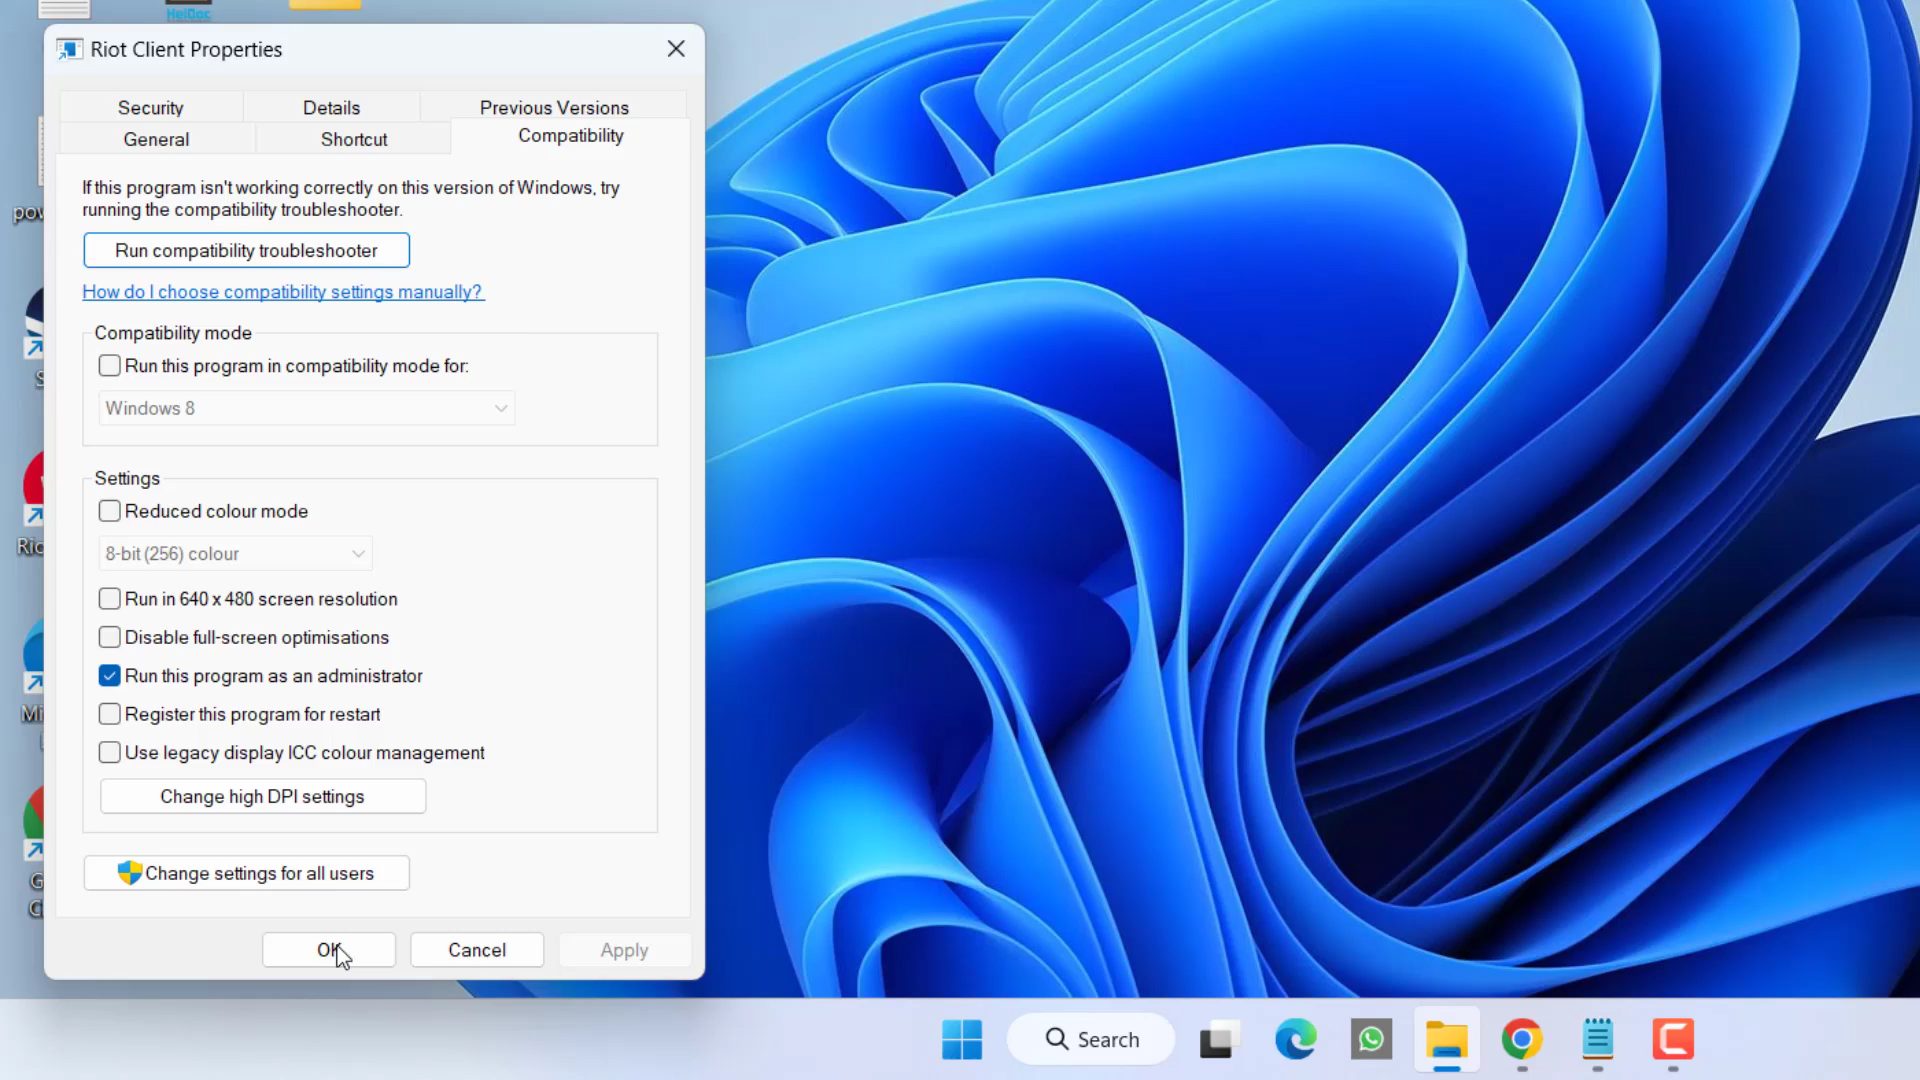 HeiDoc
Riot Client Properties
Security
Details
Previous Versions
General
Shortcut
Compatibility
If this program isn't working correctly on this version of Windows, try
running the compatibility troubleshooter.
Run compatibility troubleshooter
How do I choose compatibility settings manually?
Compatibility mode
Run this program in compatibility mode for:
Windows 8
Settings
Reduced colour mode
8-bit (256) colour
Run in 640 x 480 screen resolution
Disable full-screen optimisations
Run this program as an administrator
Register this program for restart
Use legacy display ICC colour management
Change high DPI settings
Change settings for all users
OK
Cancel
Apply
Search